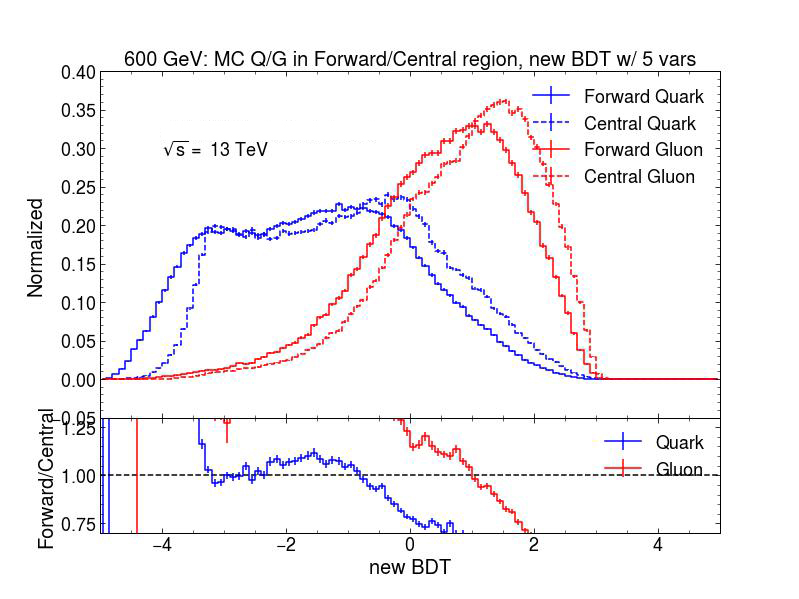 600 GeV: MC Q/G in Forward/Central region, new BDT w/ 5 vars
0.40
0.35
0.30
0.25
0.20
0.15
0.10
0.05
0.00
−0.05
Normalized
√s = 13 TeV
Forward Quark
Central Quark
Forward Gluon
Central Gluon
1.25
1.00
0.75
Forward/Central
Quark
Gluon
−4 −2 0 2 4
new BDT